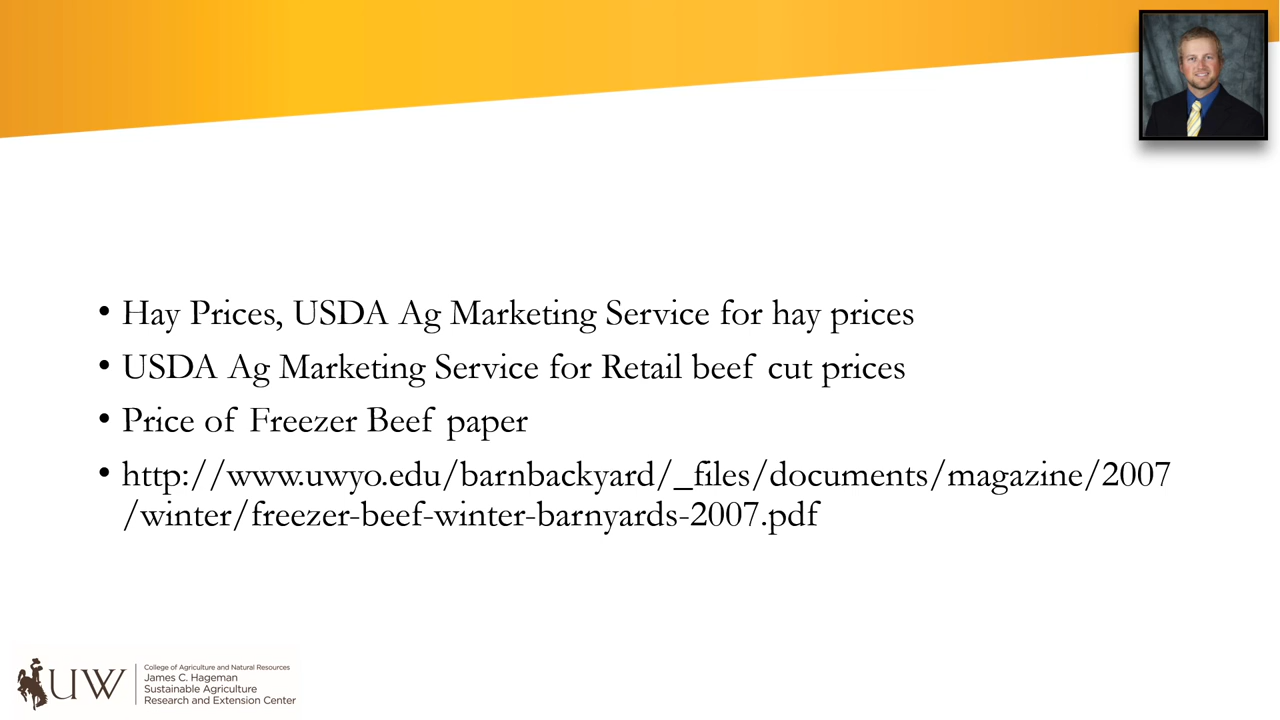 • Hay Prices, USDA Ag Marketing Service for hay prices
• USDA Ag Marketing Service for Retail beef cut prices
• Price of Freezer Beef paper
• http://www.uwyo.edu/barnbackyard/_files/documents/magazine/2007
/winter/freezer-beef-winter-barnyards-2007.pdf
UW
College of Agriculture and Natural Resources
James C. Hageman
Sustainable Agriculture
Research and Extension Center